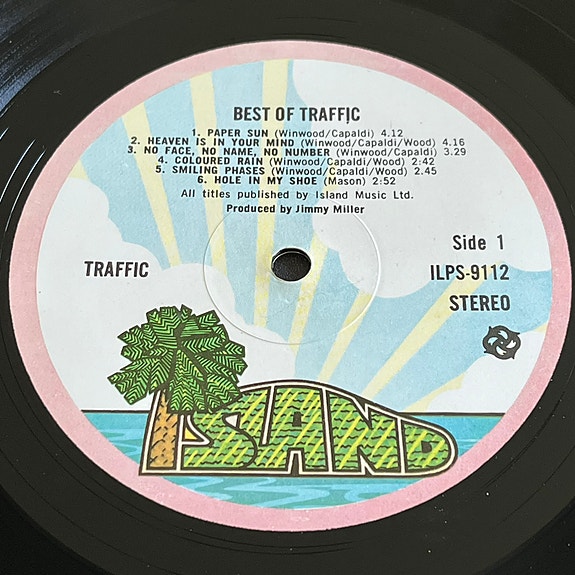 BEST OF TRAFFIC
1. PAPER SUN (Winwood/Capaldi) 4.12
2. HEAVEN IS IN YOUR MIND (Winwood/Capaldi/Wood) 4.16
3. NO FACE, NO NAME, NO NUMBER (Winwood/Capaldi) 3.29
4. COLOURED RAIN (Winwood/Capaldi/Wood) 2:42
5. SMILING PHASES (Winwood/Capaldi/Wood) 2.45
6. HOLE IN MY SHOE (Mason) 2:52
All titles published by Island Music Ltd.
Produced by Jimmy Miller
TRAFFIC
Side 1
ILPS-9112
STEREO
ISLAND